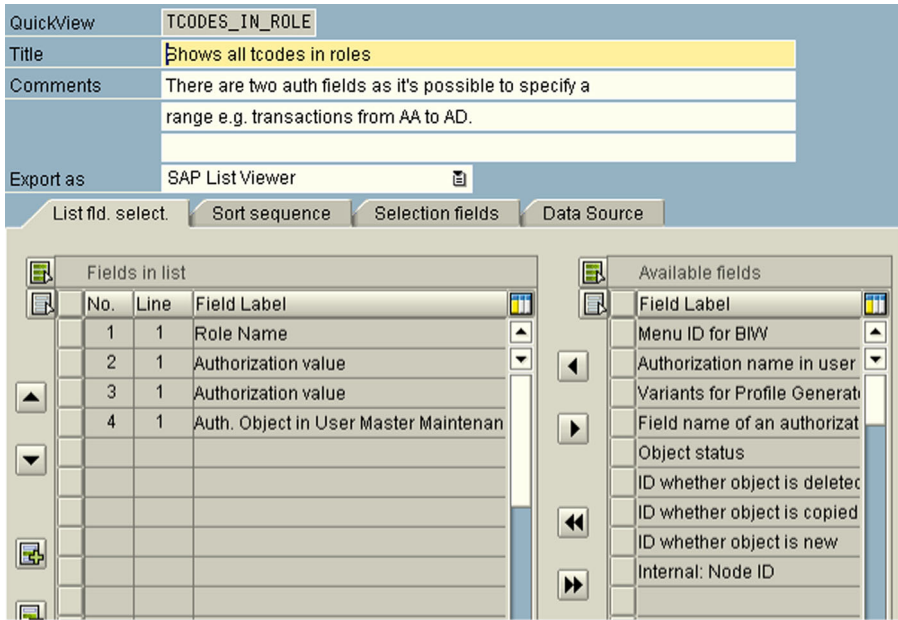 QuickView TCODES_IN_ROLE
Title Shows all tcodes in roles
Comments There are two auth fields as it's possible to specify a
range e.g. transactions from AA to AD.
Export as SAP List Viewer
List fld. select. Sort sequence Selection fields Data Source
Fields in list Available fields
No. Line Field Label Field Label
1 1 Role Name Menu ID for BIW
2 1 Authorization value Authorization name in user
3 1 Authorization value Variants for Profile Generat
4 1 Auth. Object in User Master Maintenan Field name of an authorizat
Object status
ID whether object is deleted
ID whether object is copied
ID whether object is new
Internal: Node ID